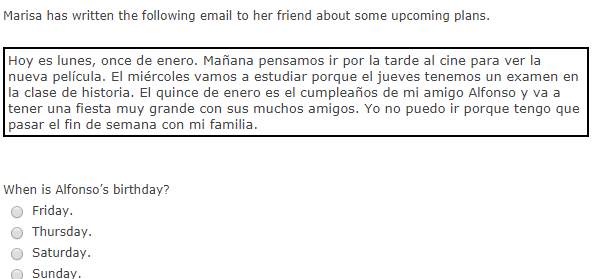 Marisa has written the following email to her friend about some upcoming plans.
Hoy es lunes, once de enero. Mañana pensamos ir por la tarde al cine para ver la
nueva película. El miércoles vamos a estudiar porque el jueves tenemos un examen en
la clase de historia. El quince de enero es el cumpleaños de mi amigo Alfonso y va a
tener una fiesta muy grande con sus muchos amigos. Yo no puedo ir porque tengo que
pasar el fin de semana con mi familia.
When is Alfonso’s birthday?
Friday.
Thursday.
Saturday.
Sunday.